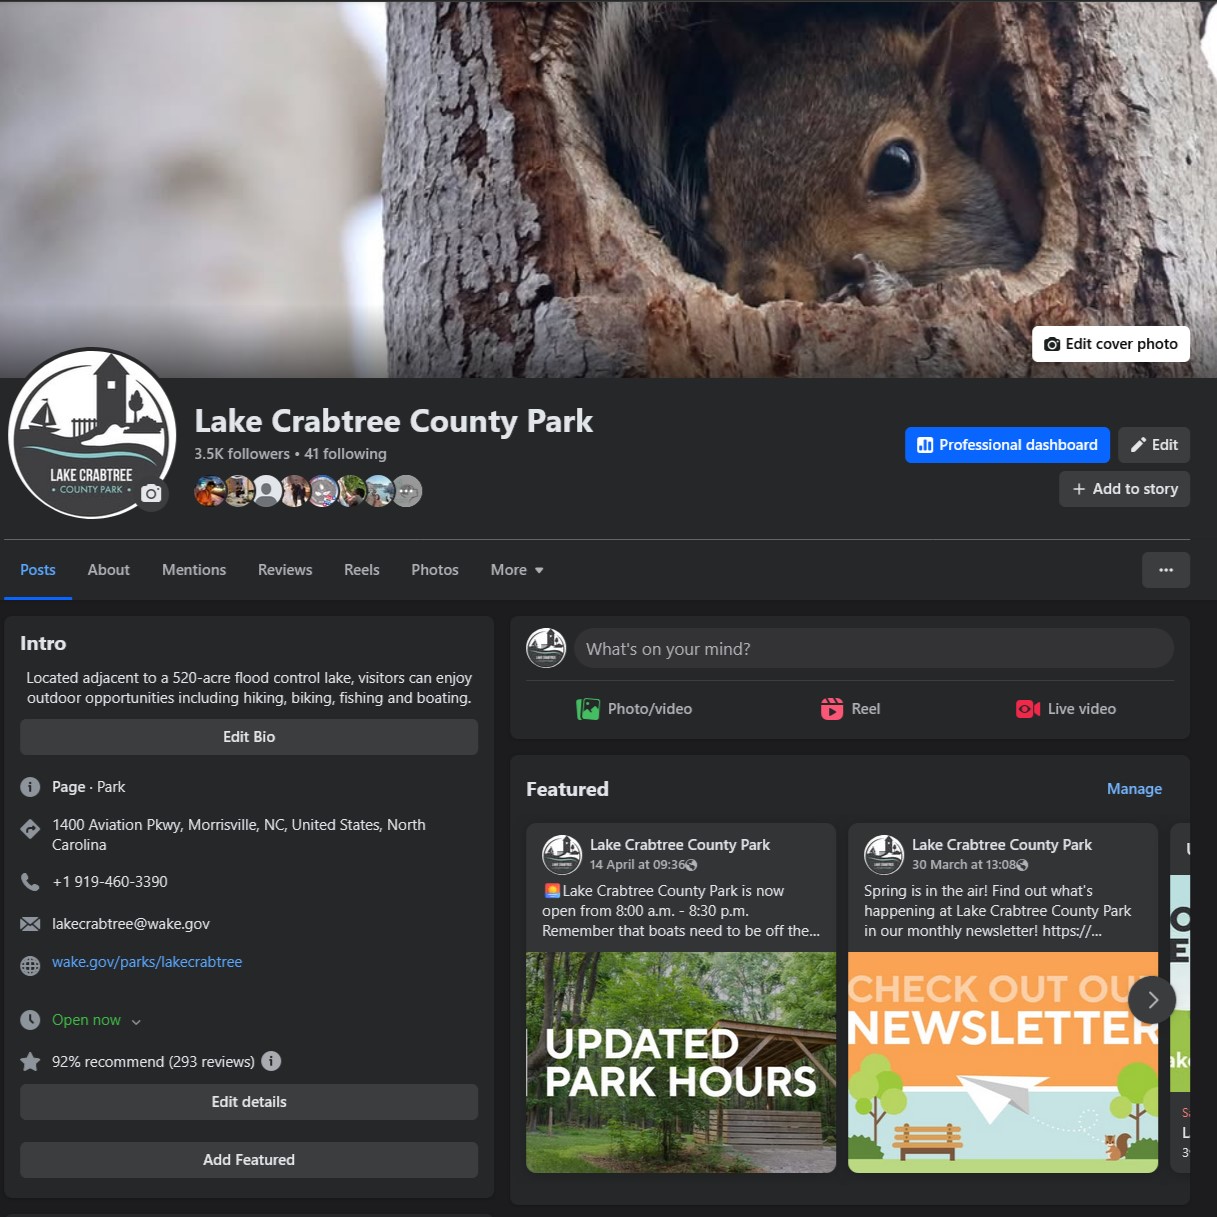 Edit cover photo
LAKE CRABTREE
• COUNTY PARK •
Lake Crabtree County Park
3.5K followers • 41 following
Professional dashboard
Edit
+ Add to story
Posts
About
Mentions
Reviews
Reels
Photos
More
Intro
Located adjacent to a 520-acre flood control lake, visitors can enjoy
outdoor opportunities including hiking, biking, fishing and boating.
Edit Bio
Page · Park
1400 Aviation Pkwy, Morrisville, NC, United States, North
Carolina
+1 919-460-3390
lakecrabtree@wake.gov
wake.gov/parks/lakecrabtree
Open now
92% recommend (293 reviews)
Edit details
Add Featured
What's on your mind?
Photo/video
Reel
Live video
Featured
Manage
Lake Crabtree County Park
14 April at 09:36
Lake Crabtree County Park is now
open from 8:00 a.m. - 8:30 p.m.
Remember that boats need to be off the...
UPDATED
PARK HOURS
Lake Crabtree County Park
30 March at 13:08
Spring is in the air! Find out what's
happening at Lake Crabtree County Park
in our monthly newsletter! https://...
CHECK OUT OU
NEWSLETTER